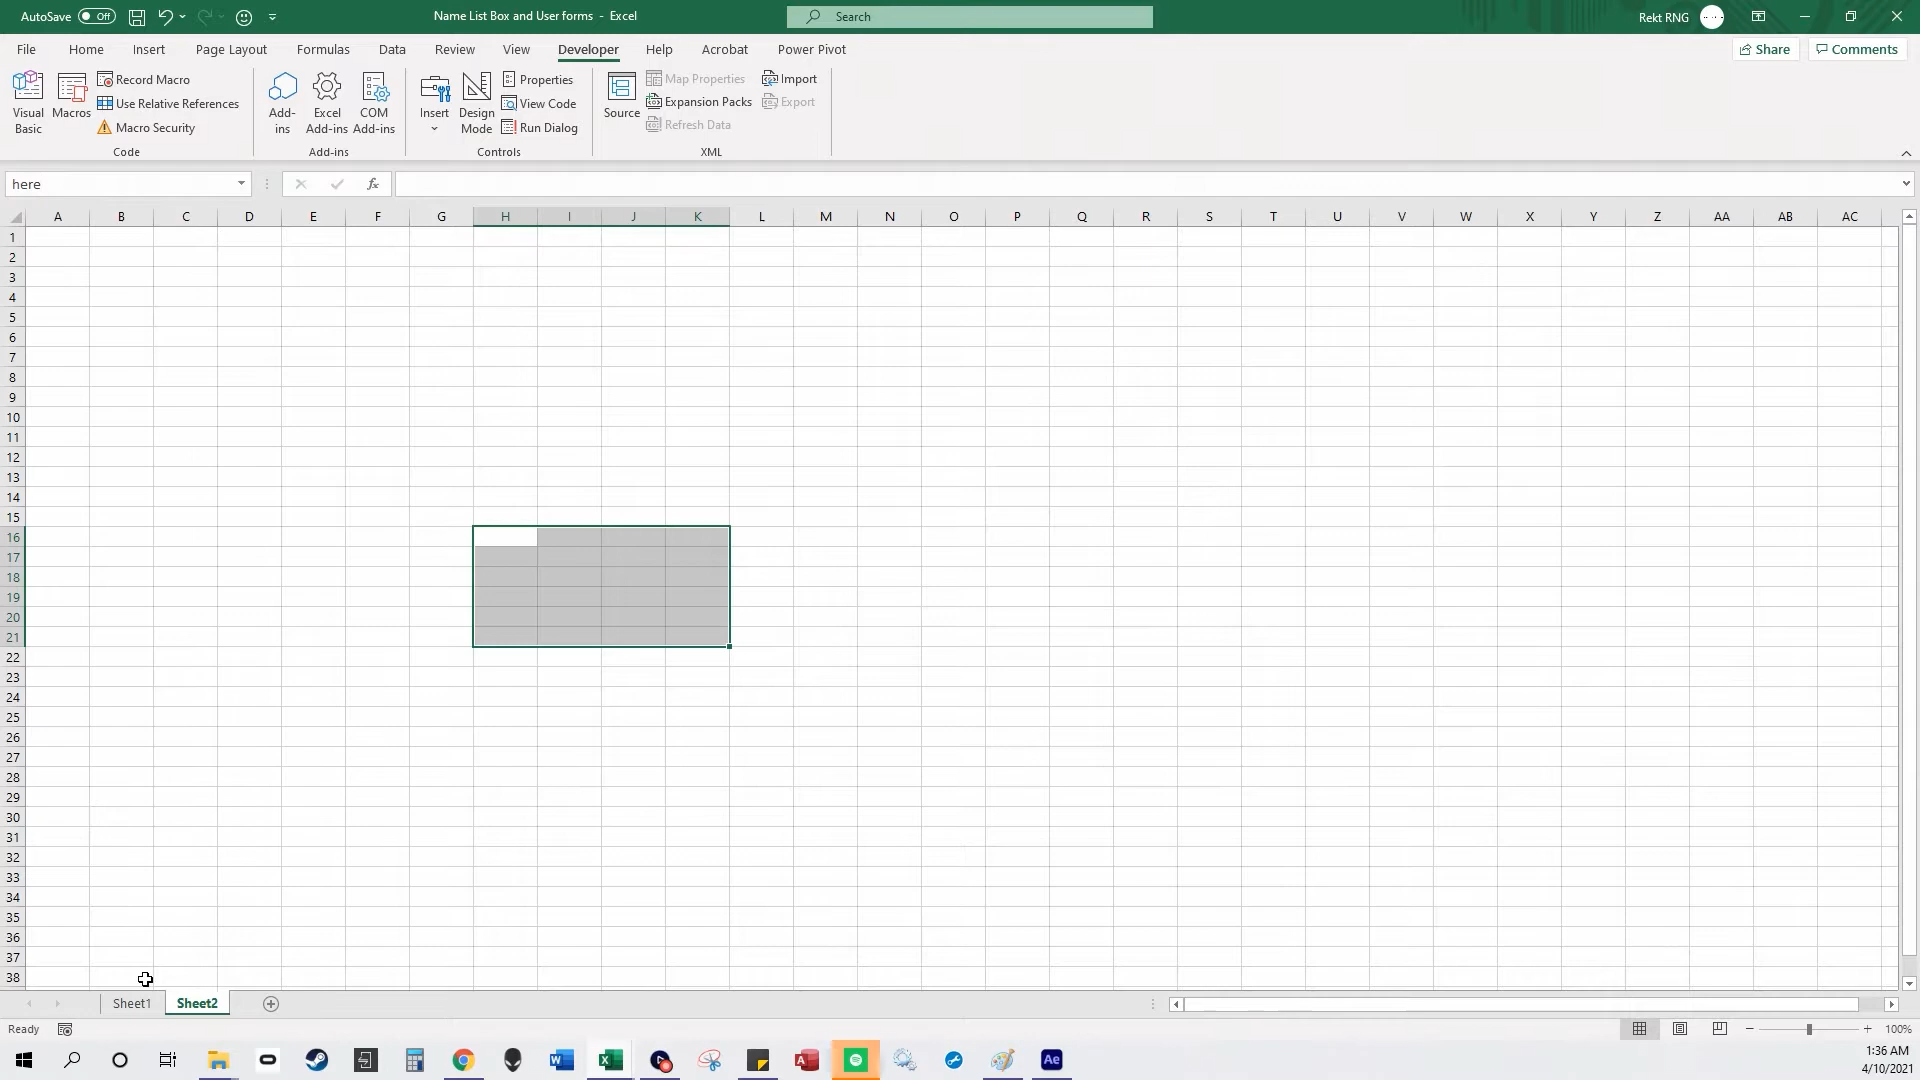 AutoSave Off Name List Box and User forms - Excel Search Rekt RNG
File Home Insert Page Layout Formulas Data Review View Developer Help Acrobat Power Pivot Share Comments
Visual Basic
Macros
Record Macro
Use Relative References
Macro Security
Code
Add-ins
Excel Add-ins
COM Add-ins
Add-ins
Insert
Design Mode
Properties
View Code
Run Dialog
Controls
Source
Map Properties
Expansion Packs
Refresh Data
Import
Export
XML
here fx
A B C D E F G H I J K L M N O P Q R S T U V W X Y Z AA AB AC
1
2
3
4
5
6
7
8
9
10
11
12
13
14
15
16
17
18
19
20
21
22
23
24
25
26
27
28
29
30
31
32
33
34
35
36
37
38
Sheet1 Sheet2
Ready 100%
Ae
1:36 AM
4/10/2021